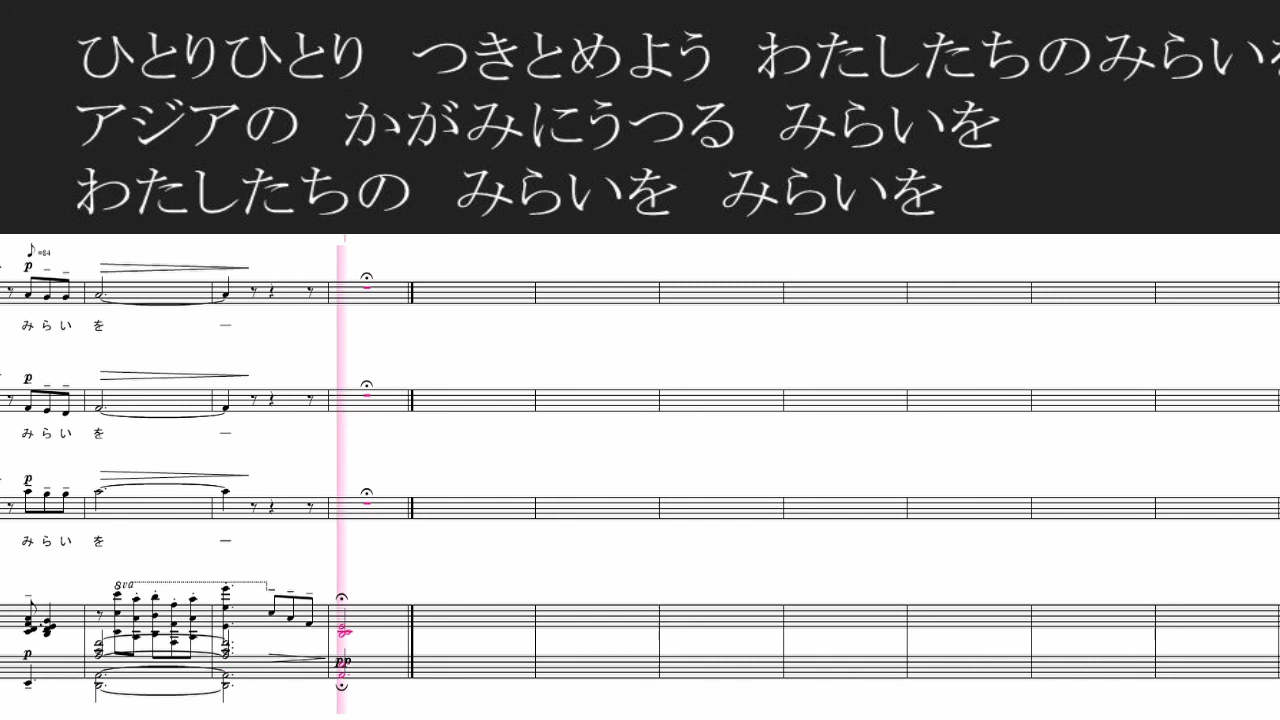 ひとりひとり　つきとめよう　わたしたちのみらいを
アジアの　かがみにうつる　みらいを
わたしたちの　みらいを　みらいを
♪=84
p
みらい を ー
p
みらい を ー
p
みらい を ー
8va
p
pp